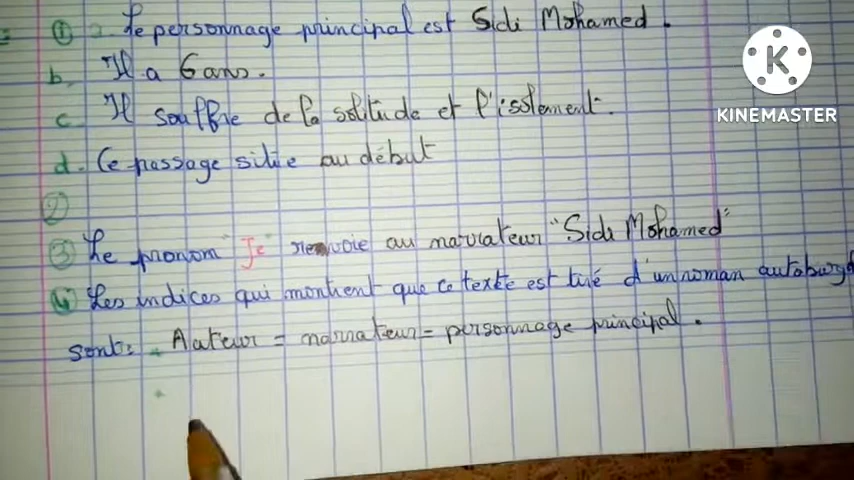 ① a. Le personnage principal est Sidi Mohamed.
b. Il a 6 ans.
c Il souffre de la solitude et l'isolement.
d. Ce passage sitie au début
②
③ Le pronom "Je" renvoie au narrateur "Sidi Mohamed"
④ Les indices qui montrent que ce texte est tiré d'un roman
sont: - Auteur = narrateur = personnage principal.
-
K
KINEMASTER